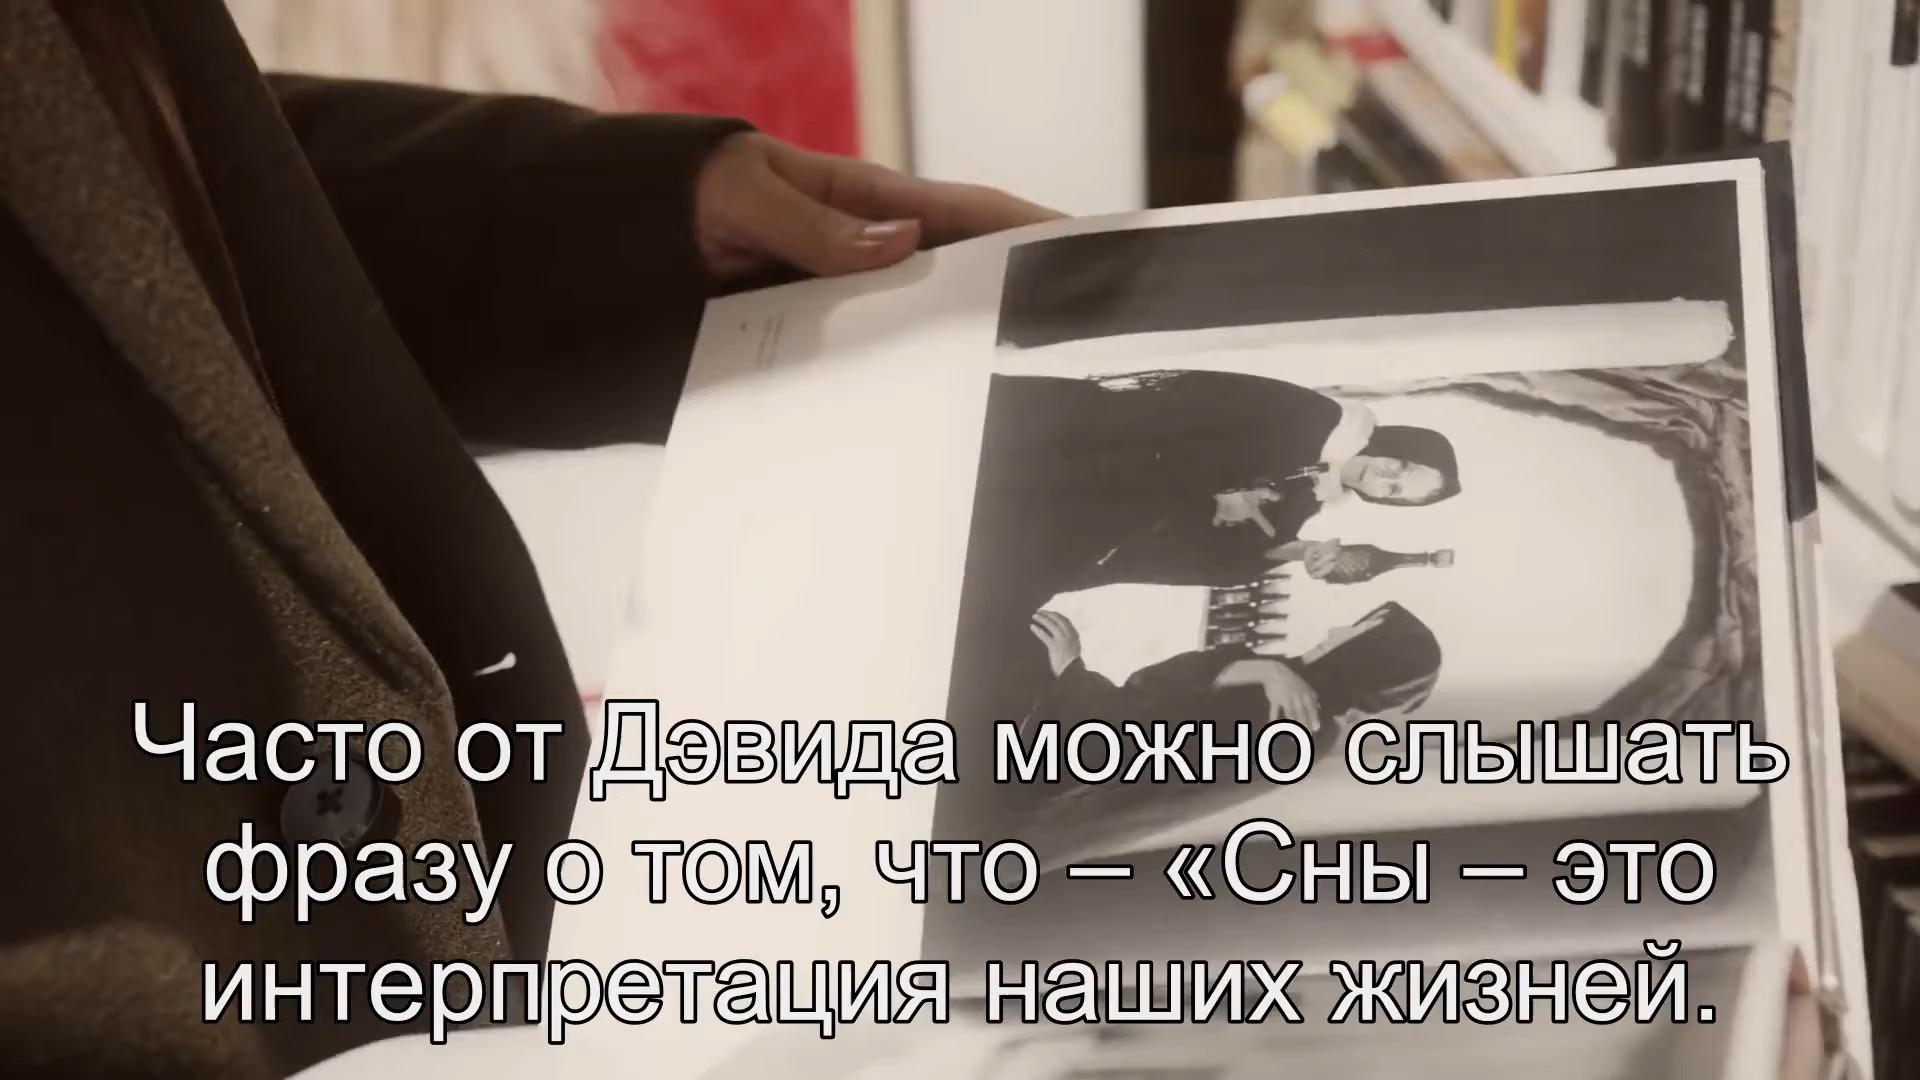 Часто от Дэвида можно слышать
фразу о том, что – «Сны – это
интерпретация наших жизней.